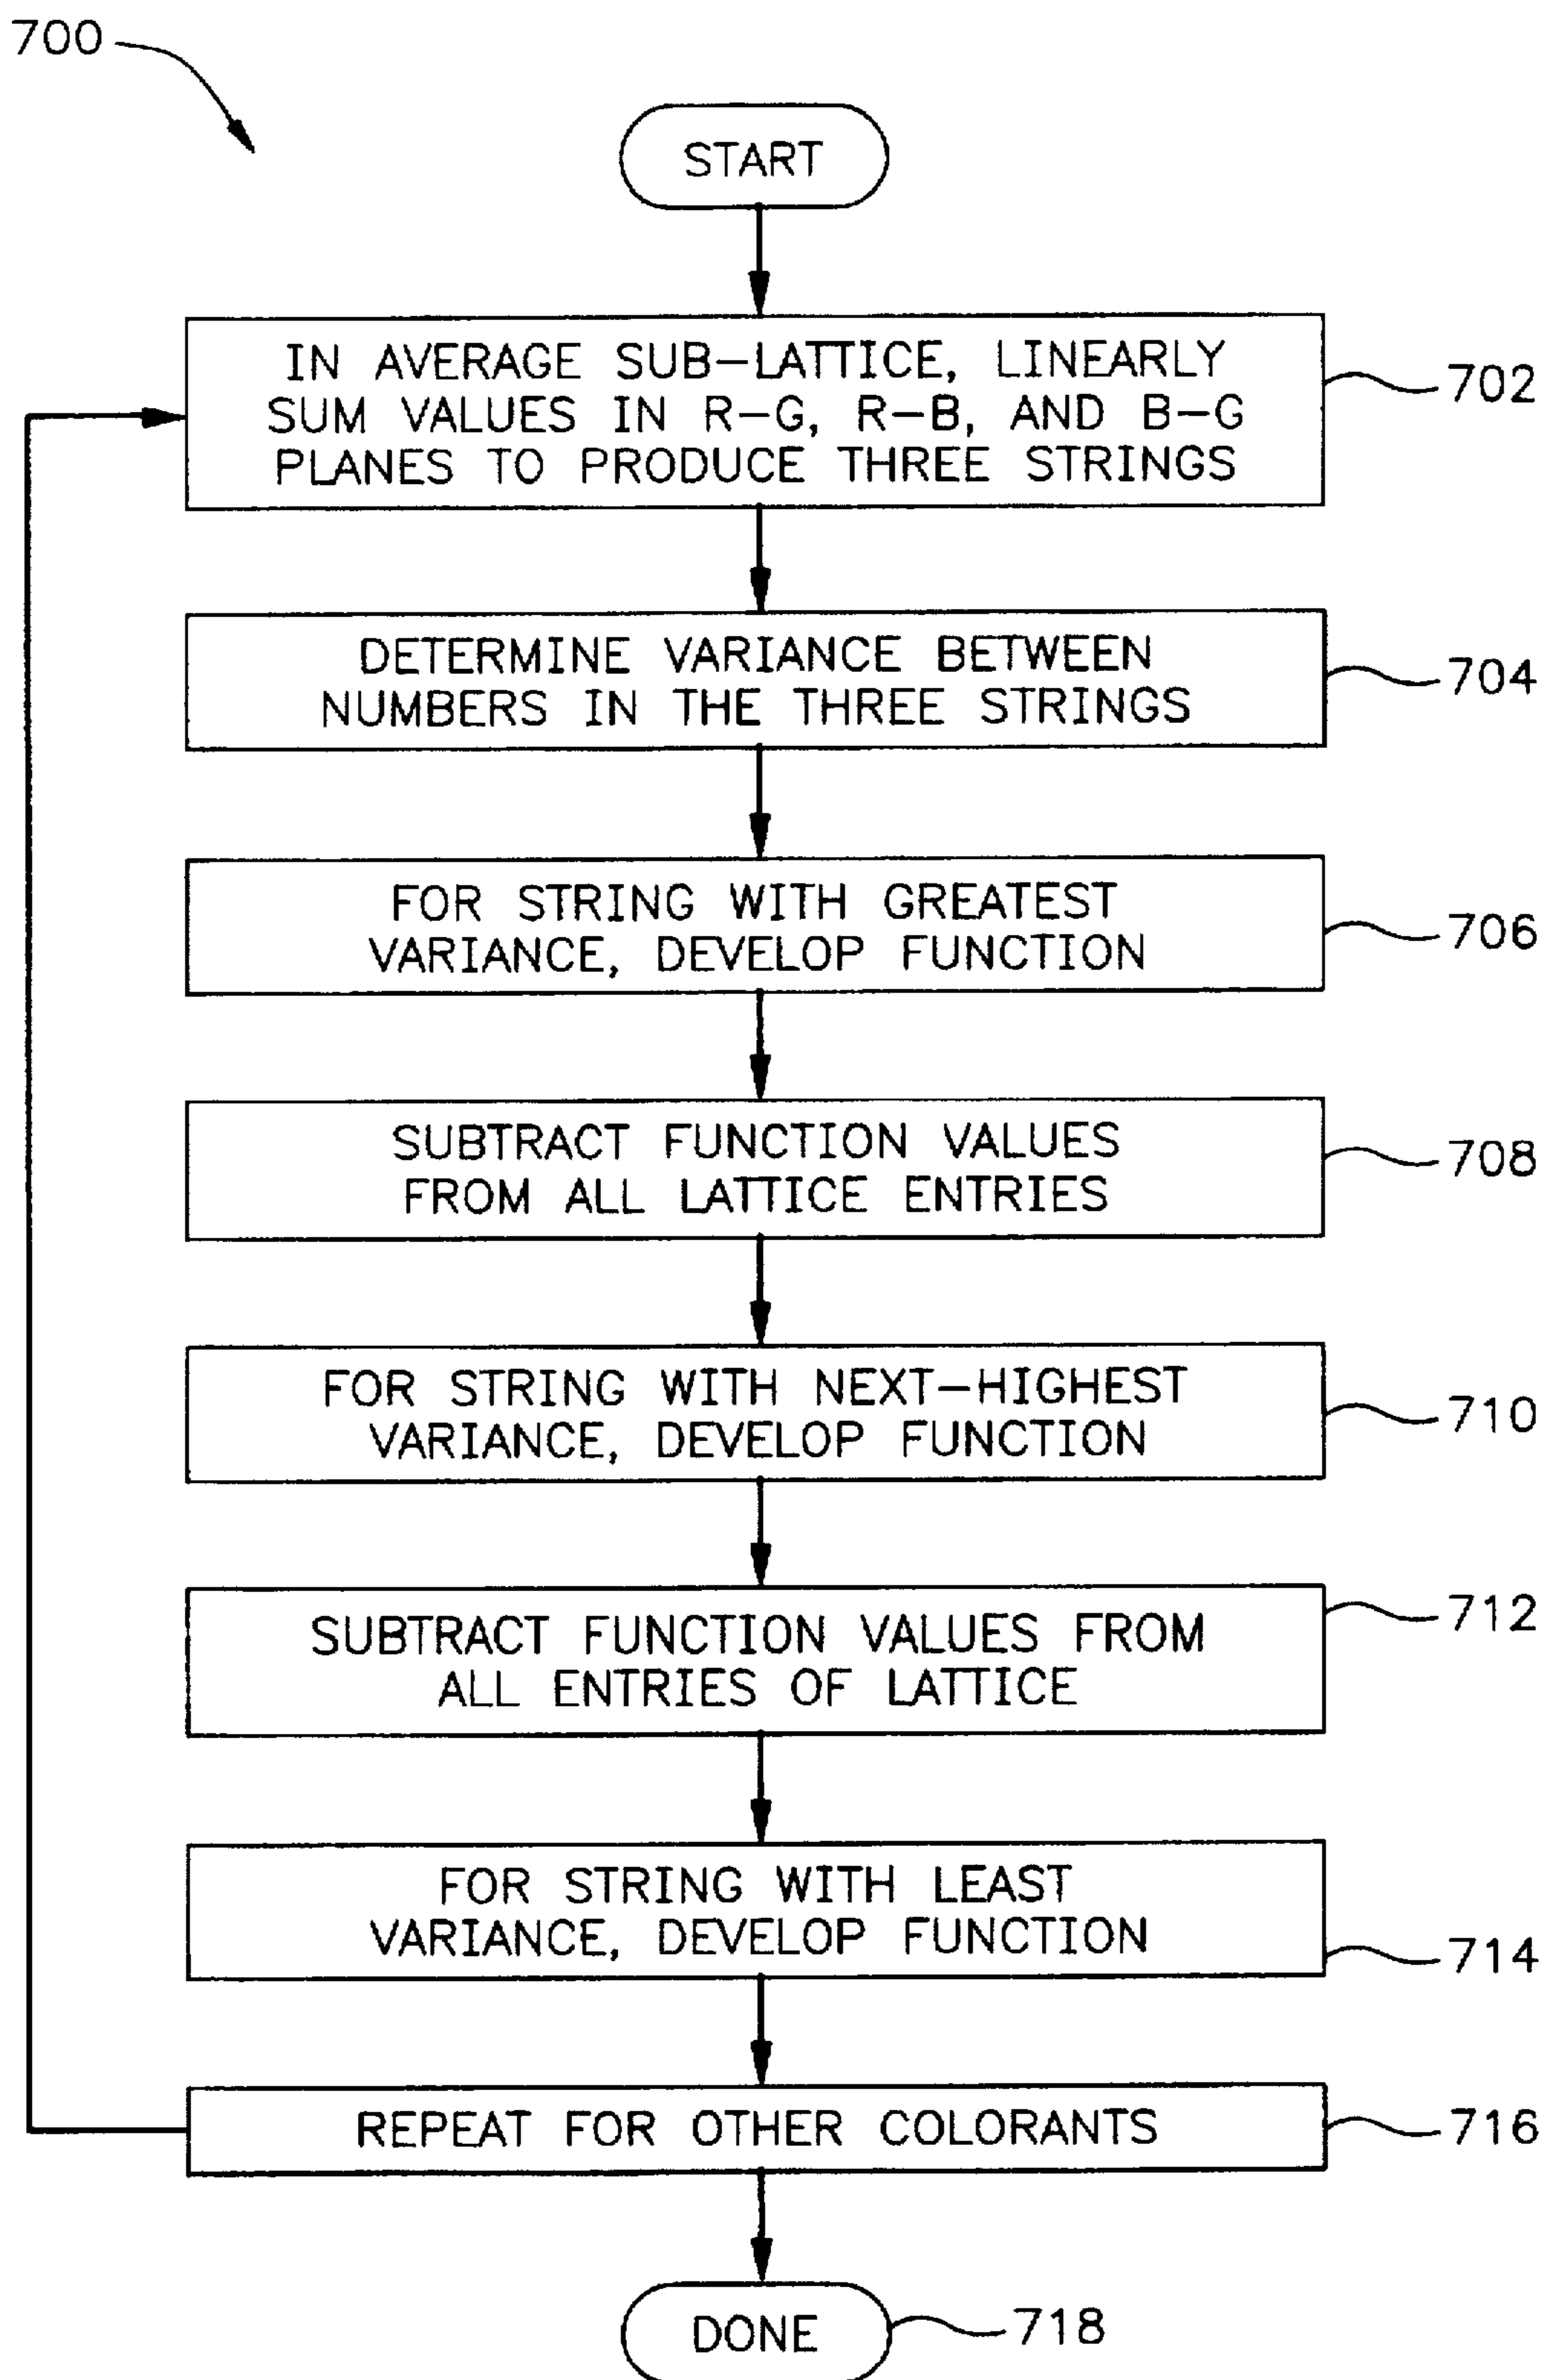 700
START
IN AVERAGE SUB-LATTICE, LINEARLY
SUM VALUES IN R-G, R-B, AND B-G
PLANES TO PRODUCE THREE STRINGS
702
DETERMINE VARIANCE BETWEEN
NUMBERS IN THE THREE STRINGS
704
FOR STRING WITH GREATEST
VARIANCE, DEVELOP FUNCTION
706
SUBTRACT FUNCTION VALUES
FROM ALL LATTICE ENTRIES
708
FOR STRING WITH NEXT-HIGHEST
VARIANCE, DEVELOP FUNCTION
710
SUBTRACT FUNCTION VALUES FROM
ALL ENTRIES OF LATTICE
712
FOR STRING WITH LEAST
VARIANCE, DEVELOP FUNCTION
714
REPEAT FOR OTHER COLORANTS
716
DONE
718